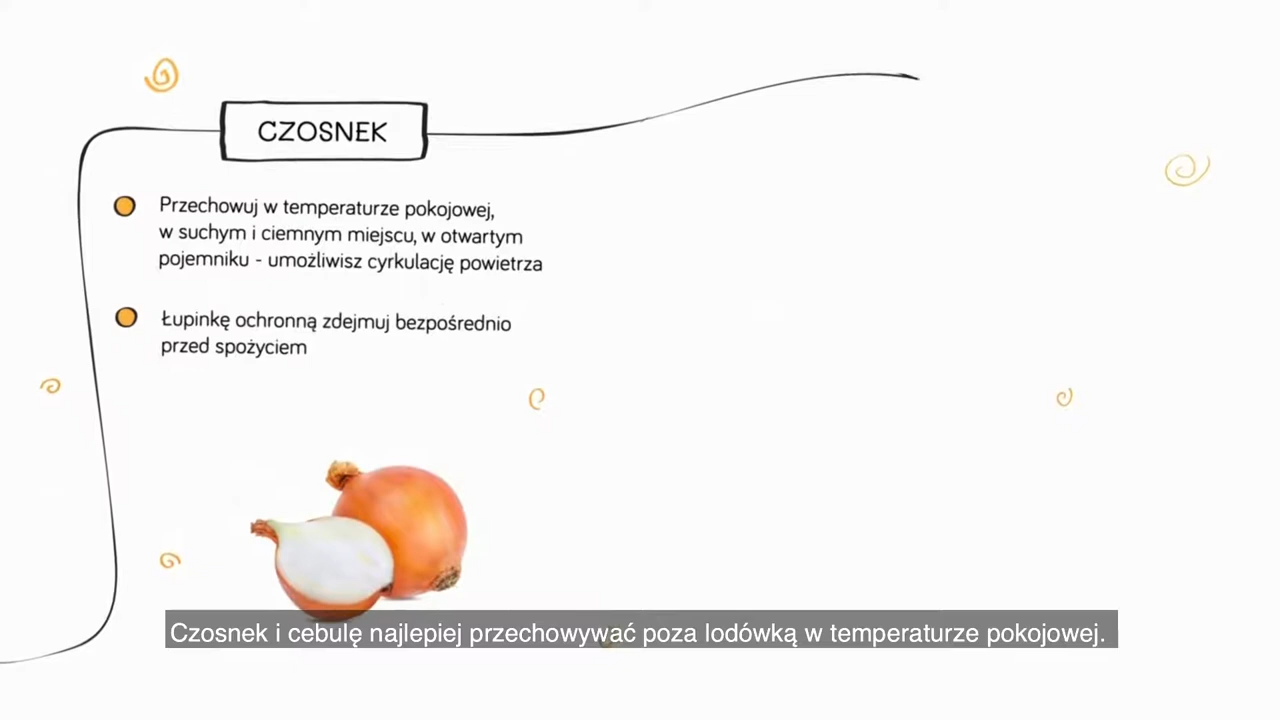 CZOSNEK
Przechowuj w temperaturze pokojowej,
w suchym i ciemnym miejscu, w otwartym
pojemniku - umożliwisz cyrkulację powietrza
Łupinkę ochronną zdejmuj bezpośrednio
przed spożyciem
Czosnek i cebulę najlepiej przechowywać poza lodówką w temperaturze pokojowej.